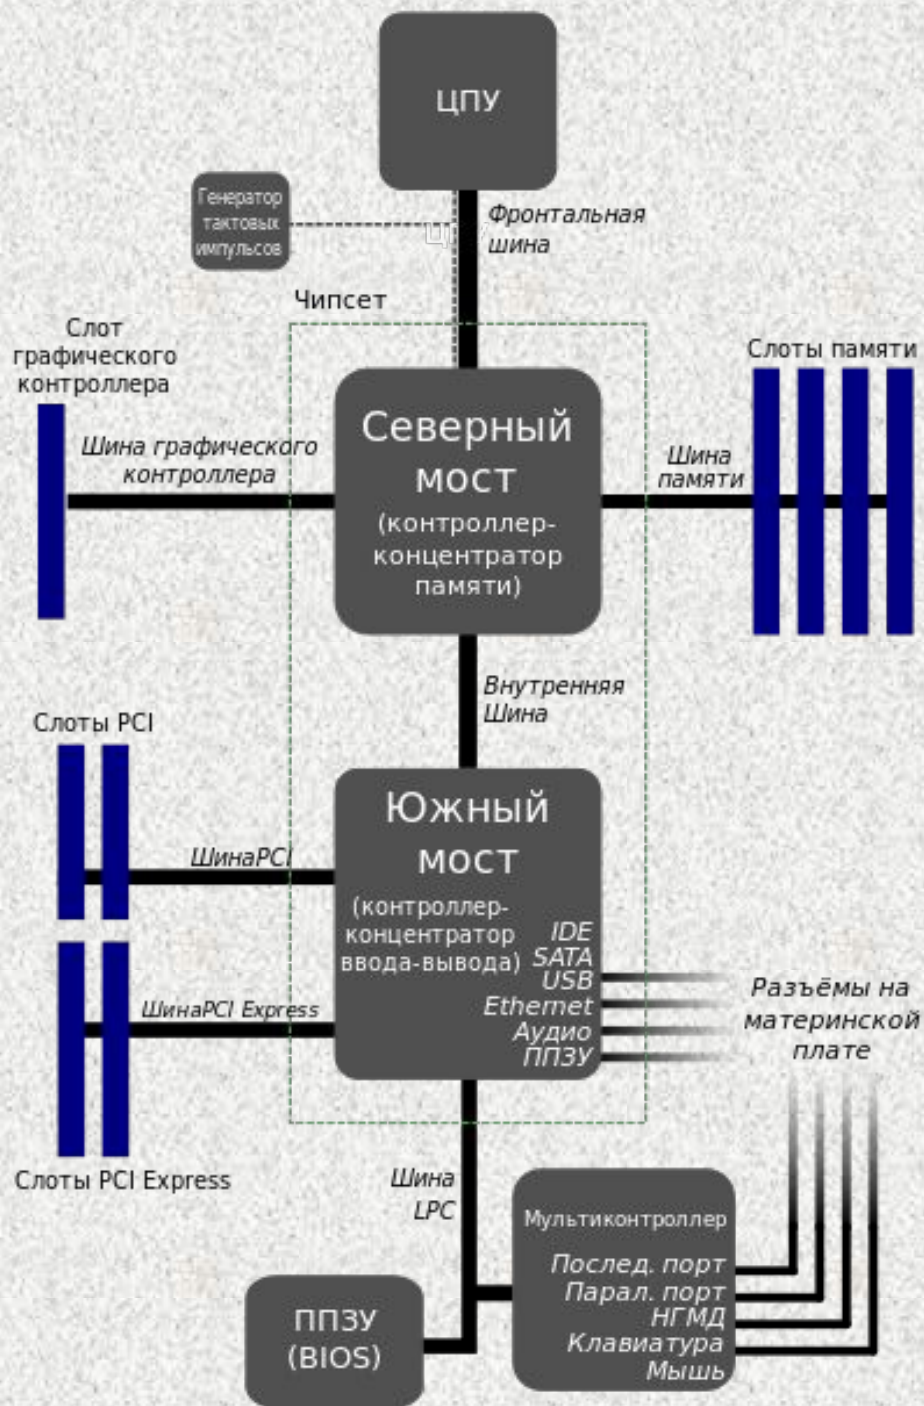 ЦПУ
Генератор
тактовых
импульсов
Фронтальная
шина
Чипсет
Слот
графического
контроллера
Слоты памяти
Шина графического
контроллера
Северный
мост
(контроллер-
концентратор
памяти)
Шина
памяти
Внутренняя
Шина
Слоты PCI
ШинаPCI
Южный
мост
(контроллер-
концентратор
ввода-вывода)
IDE
SATA
USB
Ethernet
Аудио
ППЗУ
Разъёмы на
материнской
плате
ШинаPCI Express
Слоты PCI Express
Шина
LPC
Мультиконтроллер
Послед. порт
Парал. порт
НГМД
Клавиатура
Мышь
ППЗУ
(BIOS)